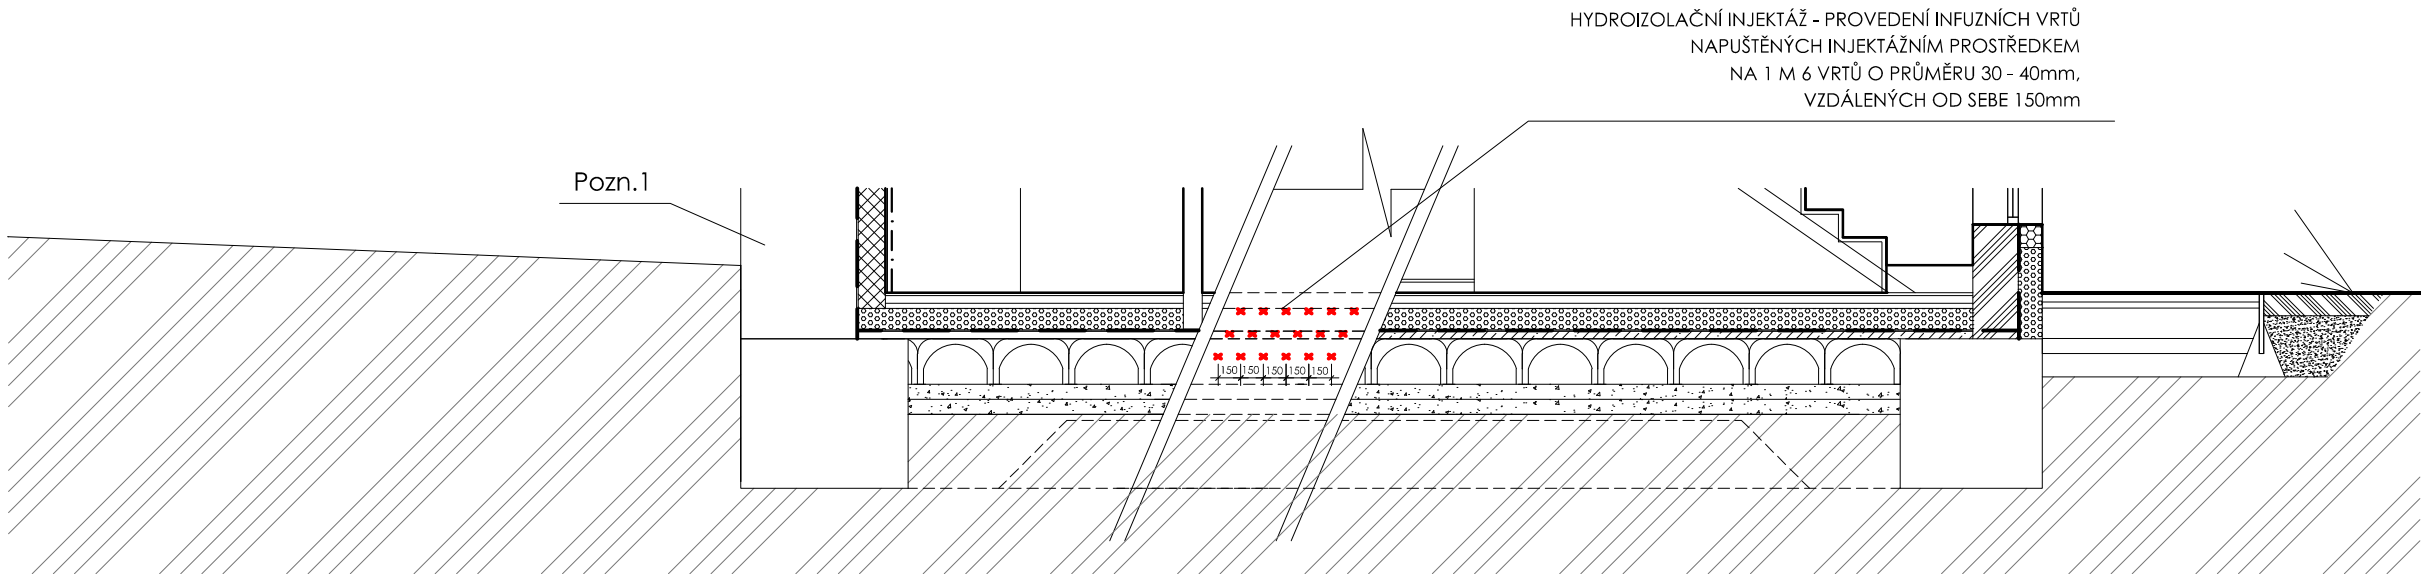 HYDROIZOLAČNÍ INJEKTÁŽ - PROVEDENÍ INFUZNÍCH VRTŮ
NAPUŠTĚNÝCH INJEKTÁŽNÍM PROSTŘEDKEM
NA 1 M 6 VRTŮ O PRŮMĚRU 30 - 40mm,
VZDÁLENÝCH OD SEBE 150mm
Pozn.1
150 150 150 150 150